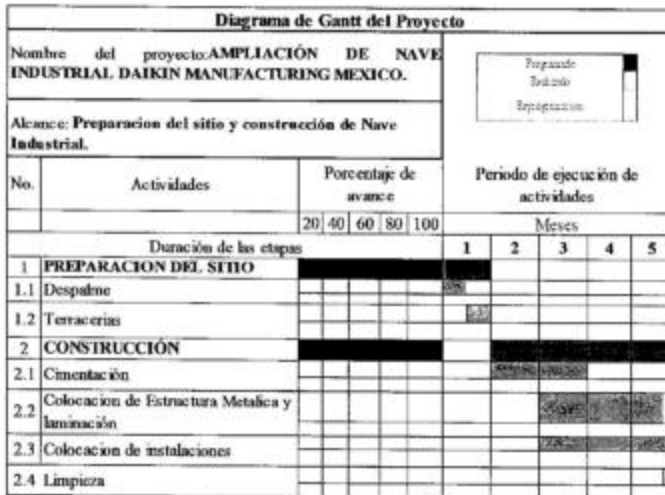 Diagrama de Gantt del Proyecto
Nombre del proyecto:AMPLIACIÓN DE NAVE
INDUSTRIAL DAIKIN MANUFACTURING MEXICO.
Alcance: Preparacion del sitio y construcción de Nave
Industrial.
No.
Actividades
Porcentaje de
avance
Periodo de ejecución de
actividades
20 40 60 80 100
Meses
Duración de las etapas
1 2 3 4 5
1 PREPARACION DEL SITIO
1.1 Despalme
1.2 Terracerias
2 CONSTRUCCIÓN
2.1 Cimentación
2.2 Colocacion de Estructura Metalica y
laminación
2.3 Colocacion de instalaciones
2.4 Limpieza